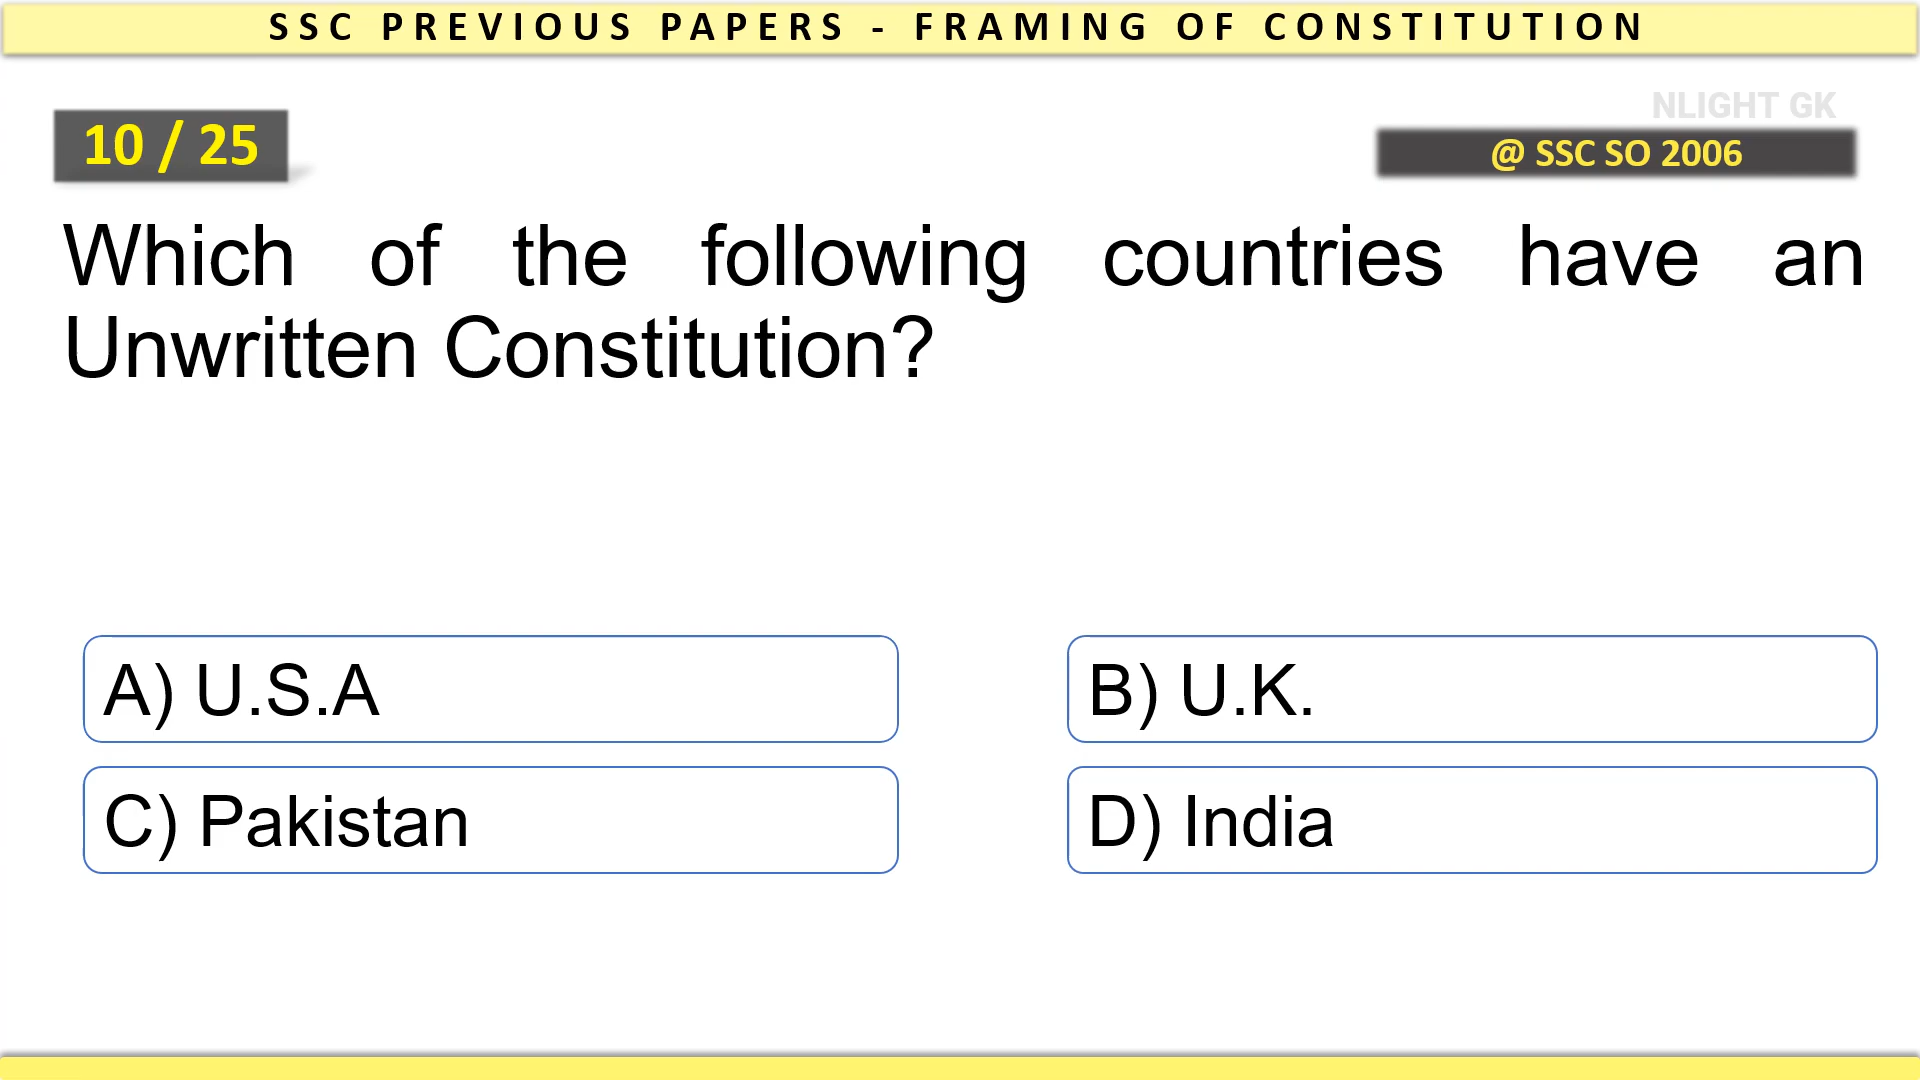 SSC PREVIOUS PAPERS - FRAMING OF CONSTITUTION
NLIGHT GK
10 / 25
@ SSC SO 2006
Which of the following countries have an
Unwritten Constitution?
A) U.S.A
B) U.K.
C) Pakistan
D) India